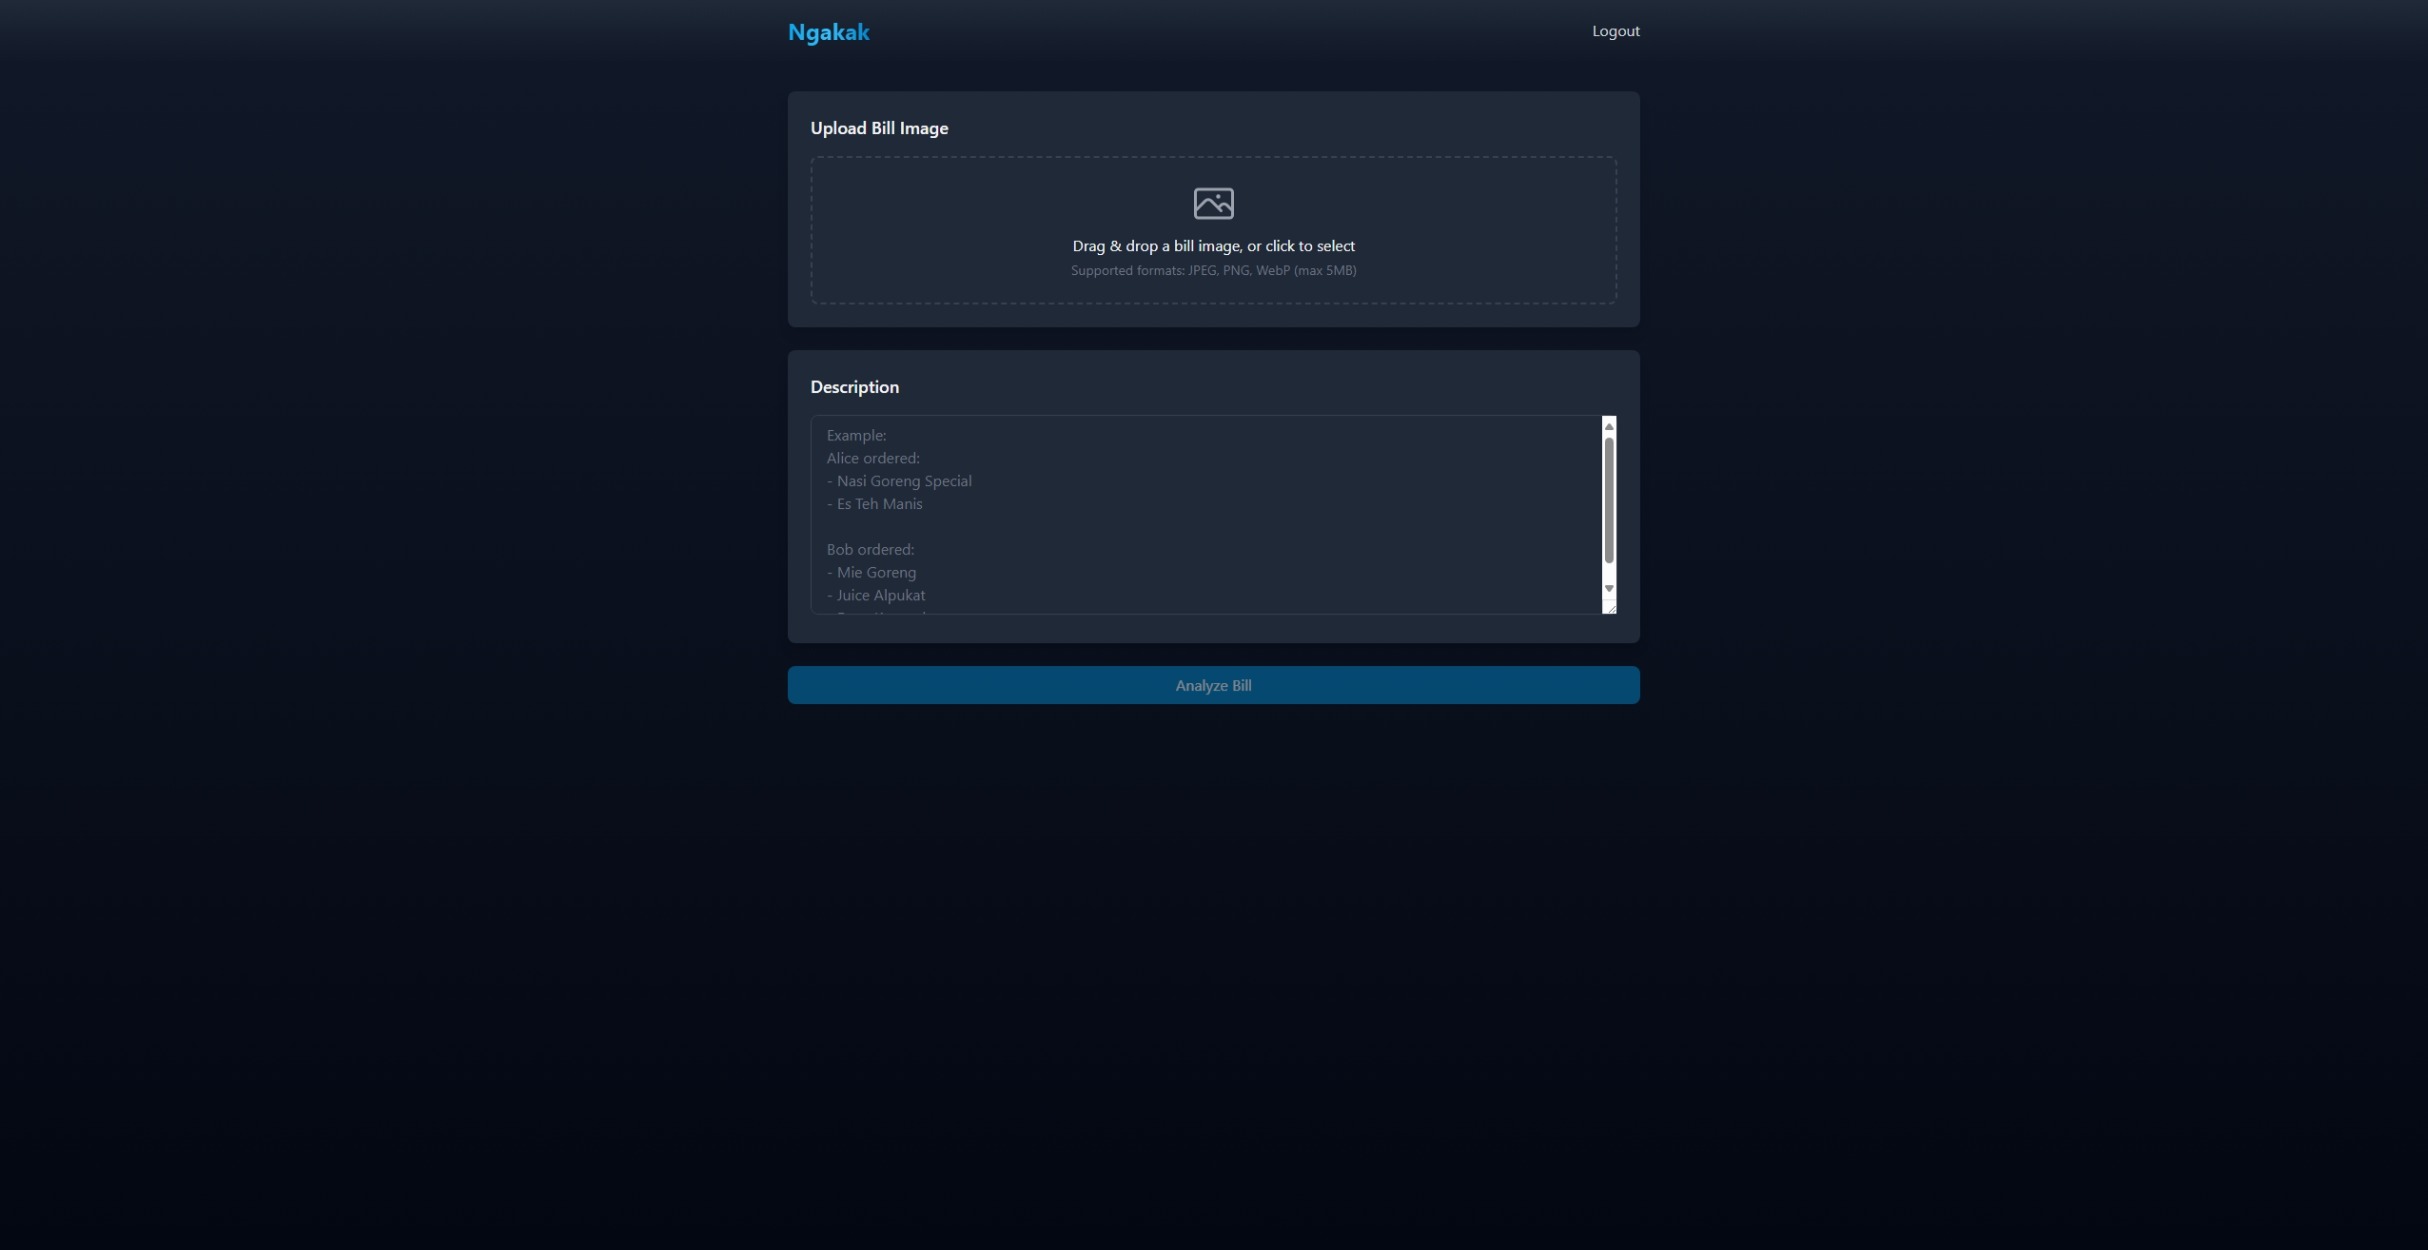 Ngakak
Logout
Upload Bill Image
Drag & drop a bill image, or click to select
Supported formats: JPEG, PNG, WebP (max 5MB)
Description
Example:
Alice ordered:
- Nasi Goreng Special
- Es Teh Manis
Bob ordered:
- Mie Goreng
- Juice Alpukat
Analyze Bill